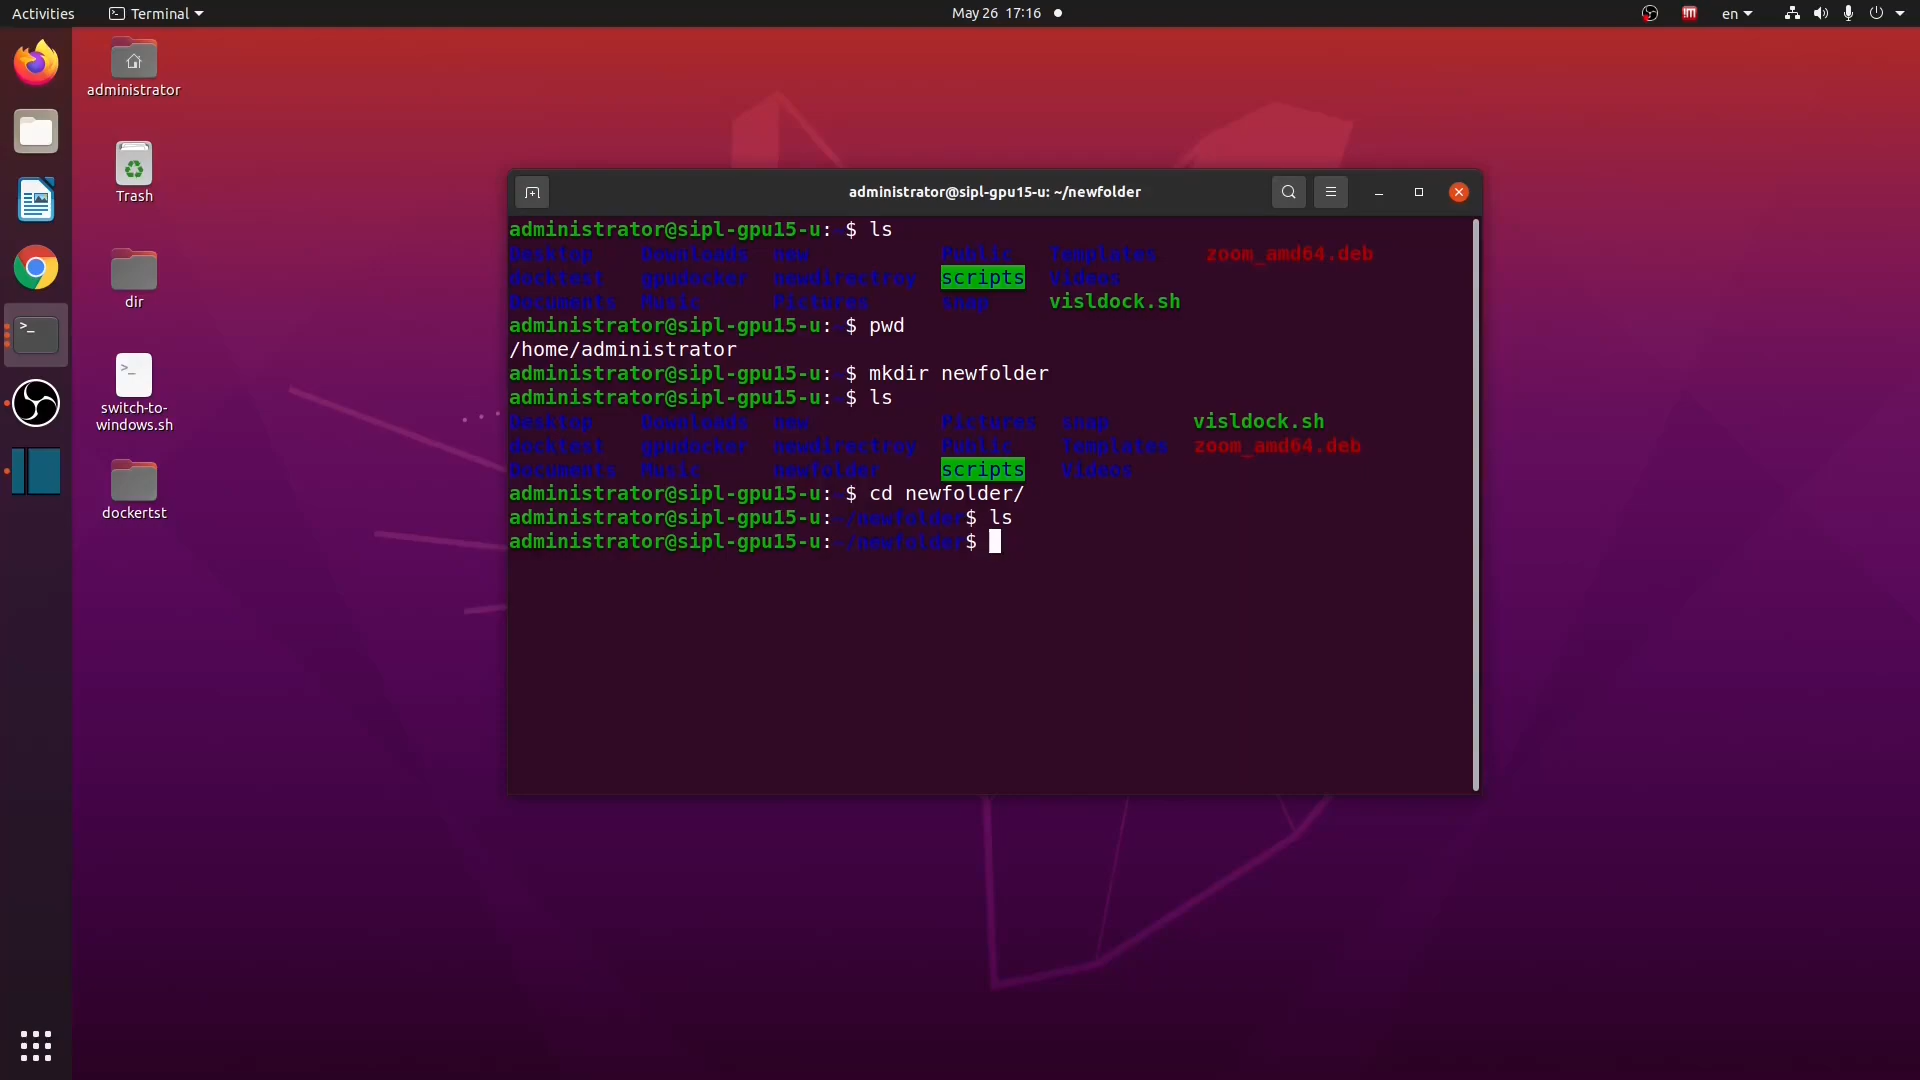 Activities
Terminal
May 26 17:16
en
administrator
Trash
dir
switch-to-
windows.sh
dockertst
administrator@sipl-gpu15-u: ~/newfolder
administrator@sipl-gpu15-u:~$ ls
Desktop Downloads new Public Templates zoom_amd64.deb
docktest gpudocker newdirectroy scripts Videos
Documents Music Pictures snap visldock.sh
administrator@sipl-gpu15-u:~$ pwd
/home/administrator
administrator@sipl-gpu15-u:~$ mkdir newfolder
administrator@sipl-gpu15-u:~$ ls
Desktop Downloads new Pictures snap visldock.sh
docktest gpudocker newdirectroy Public Templates zoom_amd64.deb
Documents Music newfolder scripts Videos
administrator@sipl-gpu15-u:~$ cd newfolder/
administrator@sipl-gpu15-u:~/newfolder$ ls
administrator@sipl-gpu15-u:~/newfolder$